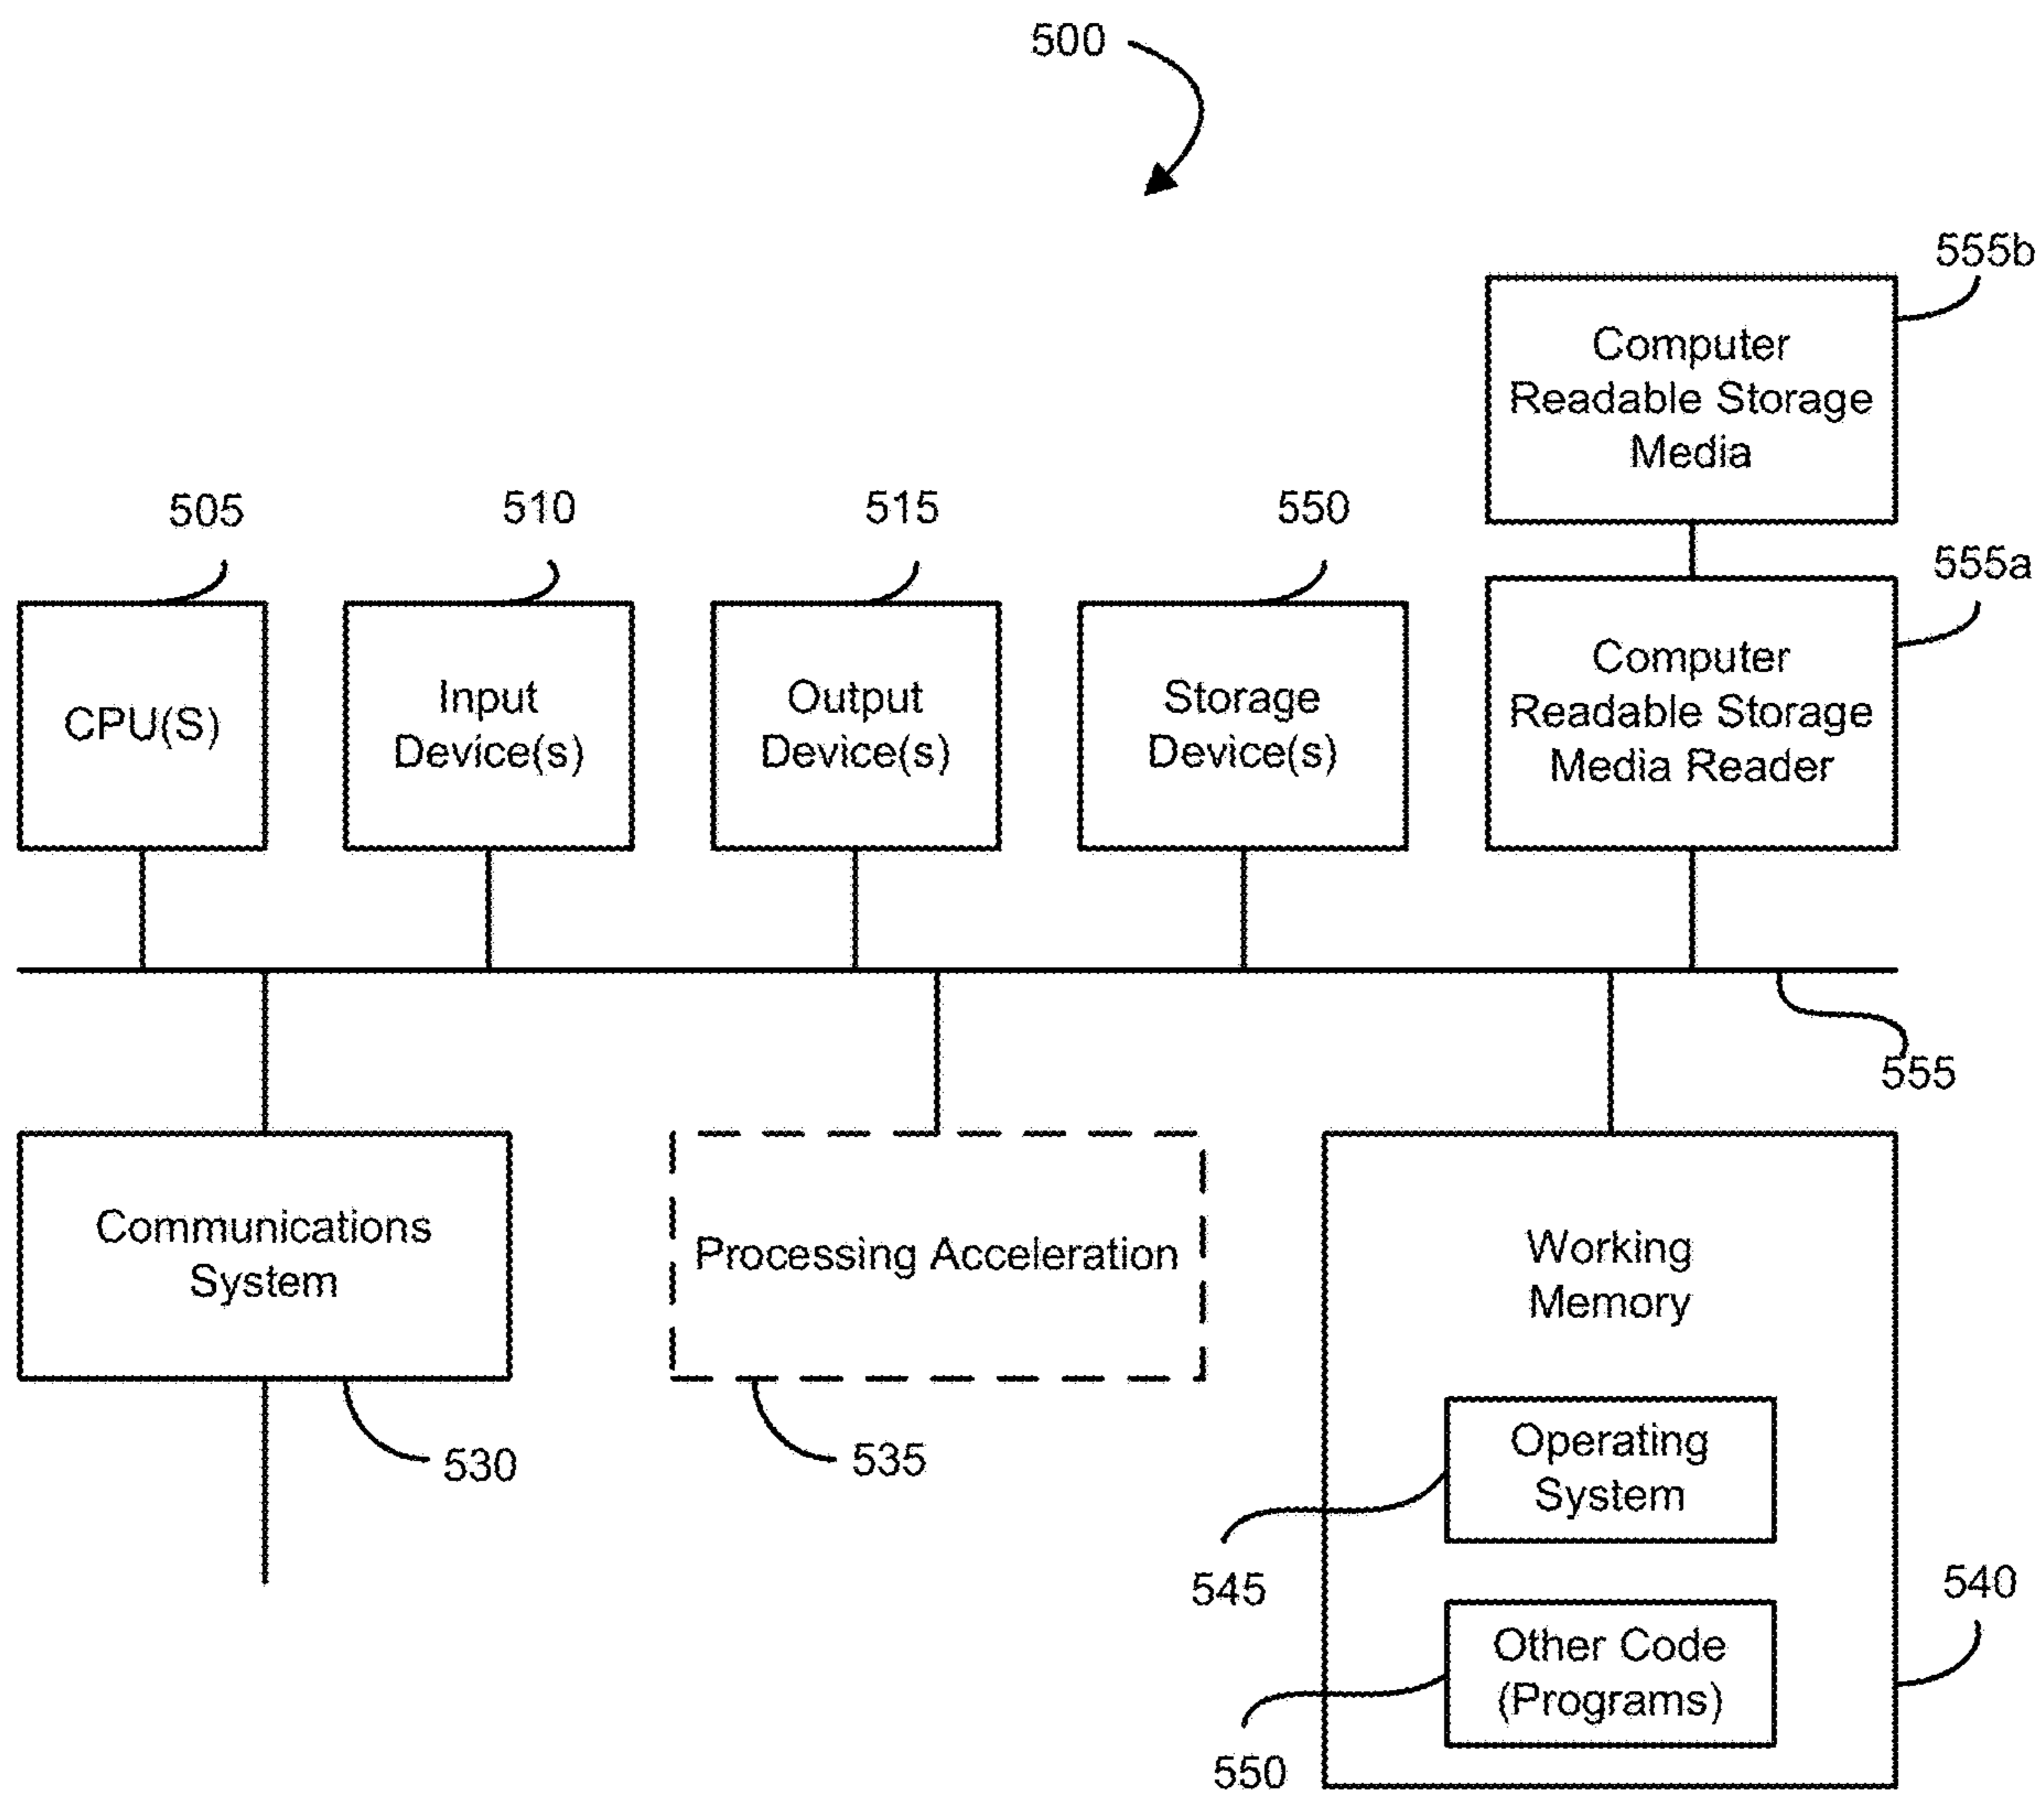 500
555b
Computer
Readable Storage
Media
505
510
515
550
555a
CPU(S)
Input
Device(s)
Output
Device(s)
Storage
Device(s)
Computer
Readable Storage
Media Reader
555
Communications
System
Processing Acceleration
Working
Memory
530
535
Operating
System
545
540
Other Code
(Programs)
550